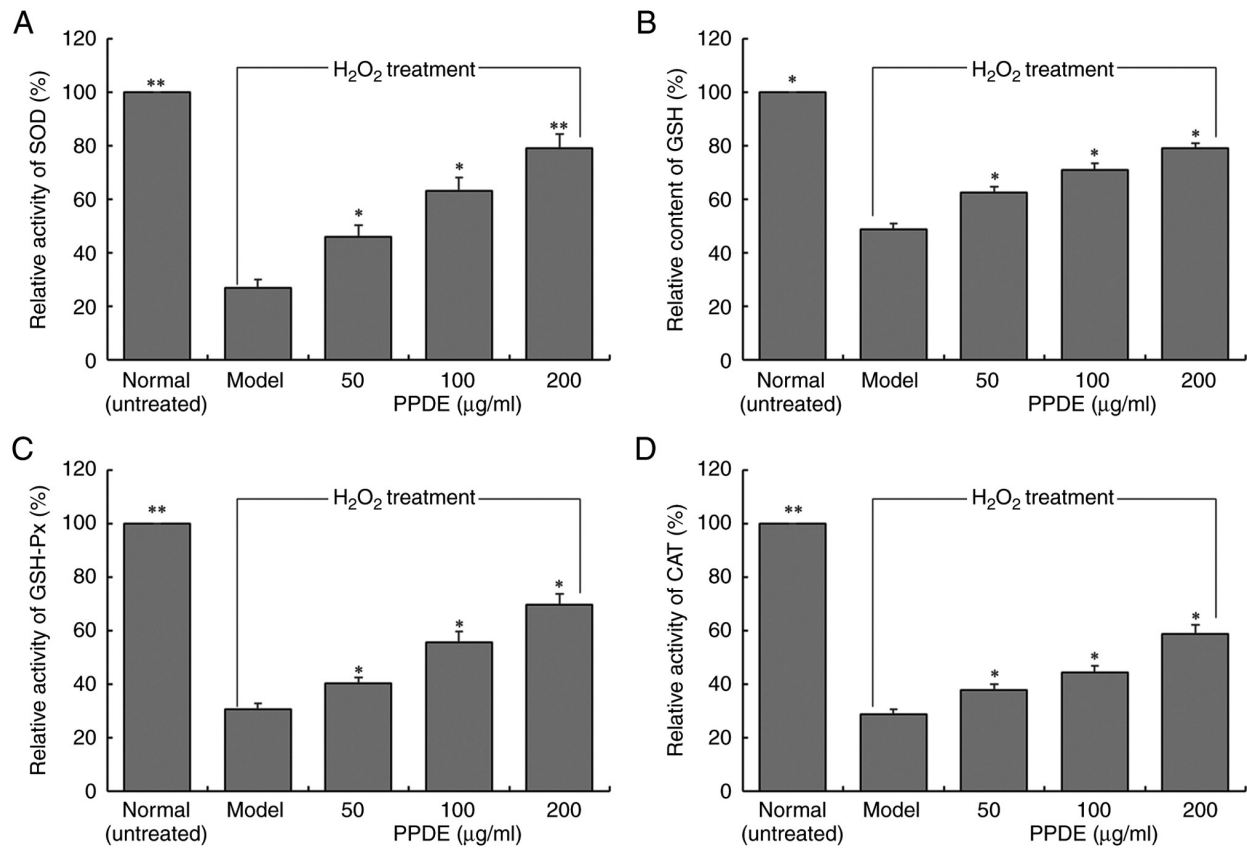 A
Relative activity of SOD (%)
120
100
80
60
40
20
0
H₂O₂ treatment
**
*
*
**
Normal
(untreated)
Model
50
100
200
PPDE (µg/ml)
B
Relative content of GSH (%)
120
100
80
60
40
20
0
H₂O₂ treatment
*
*
*
*
Normal
(untreated)
Model
50
100
200
PPDE (µg/ml)
C
Relative activity of GSH-Px (%)
120
100
80
60
40
20
0
H₂O₂ treatment
**
*
*
*
Normal
(untreated)
Model
50
100
200
PPDE (µg/ml)
D
Relative activity of CAT (%)
120
100
80
60
40
20
0
H₂O₂ treatment
**
*
*
*
Normal
(untreated)
Model
50
100
200
PPDE (µg/ml)